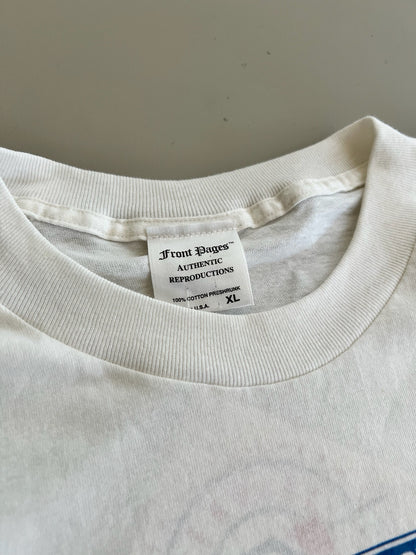 Front Pages™
AUTHENTIC
REPRODUCTIONS
100% COTTON PRESHRUNK
U.S.A. XL